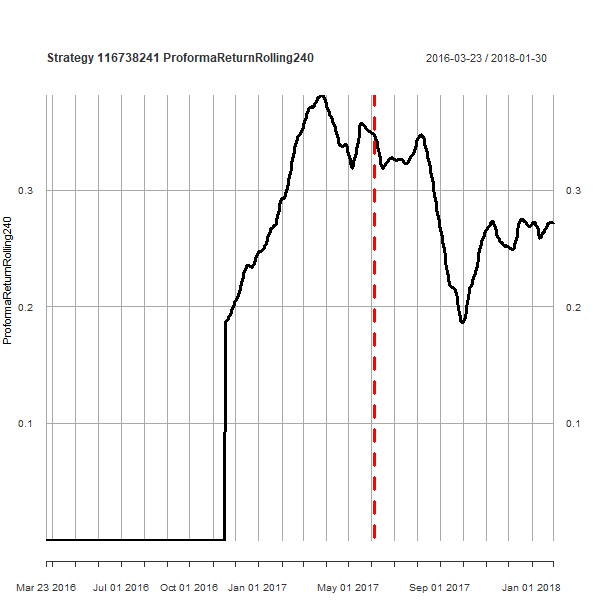 Strategy 116738241 ProformaReturnRolling240
2016-03-23 / 2018-01-30
ProformaReturnRolling240
0.3
0.3
0.2
0.2
0.1
0.1
Mar 23 2016 Jul 01 2016 Oct 01 2016 Jan 01 2017 May 01 2017 Sep 01 2017 Jan 01 2018